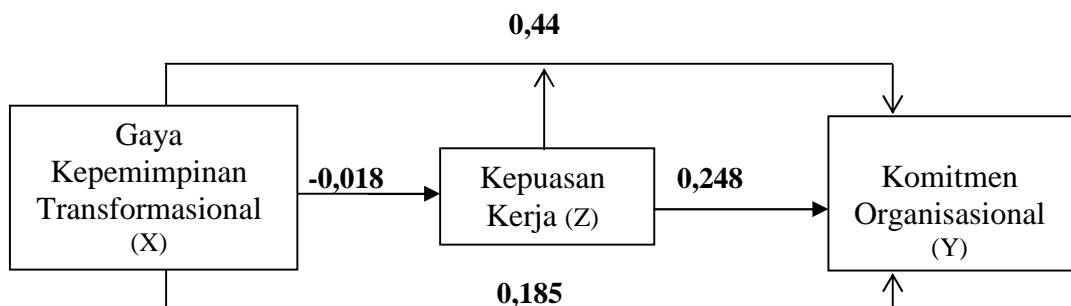 0,44
Gaya
Kepemimpinan
Transformasional
(X)
-0,018
Kepuasan
Kerja (Z)
0,248
Komitmen
Organisasional
(Y)
0,185